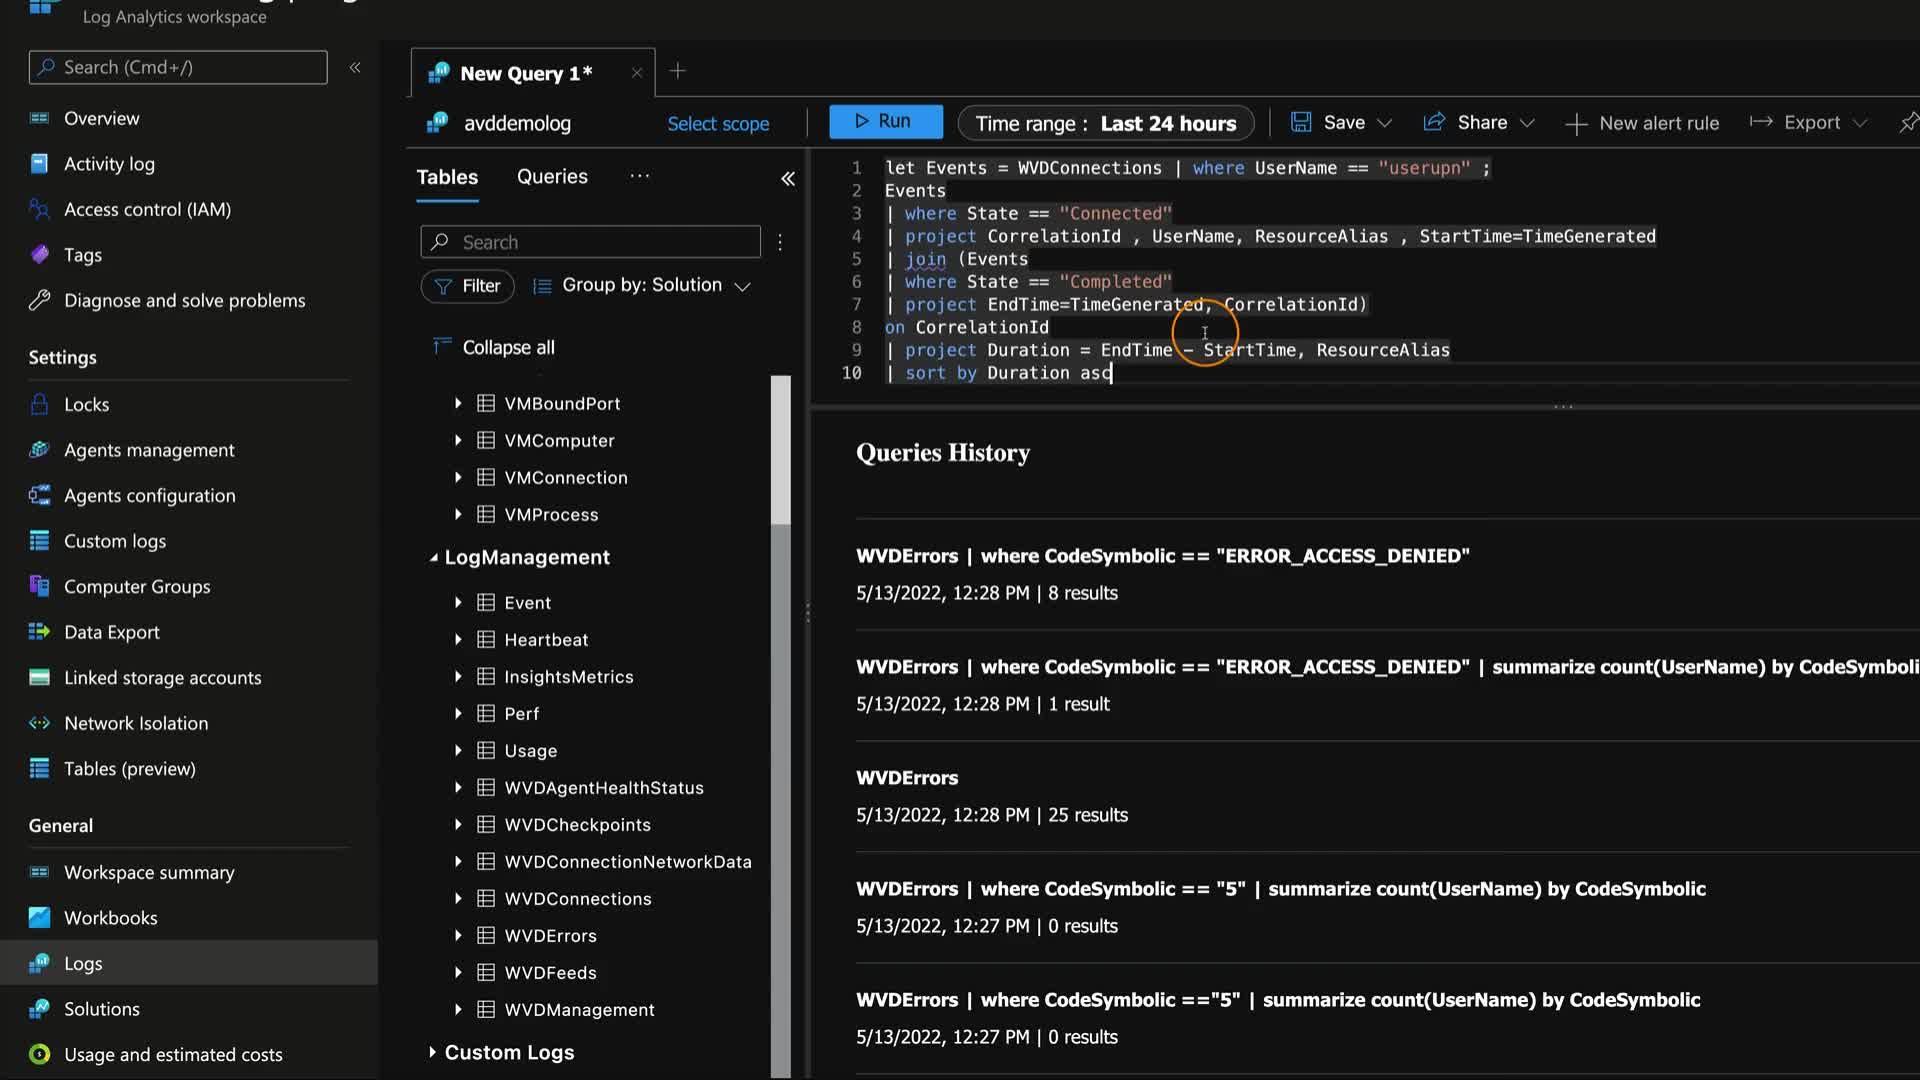 Log Analytics workspace
Search (Cmd+/)
«
Overview
Activity log
Access control (IAM)
Tags
Diagnose and solve problems
Settings
Locks
Agents management
Agents configuration
Custom logs
Computer Groups
Data Export
Linked storage accounts
Network Isolation
Tables (preview)
General
Workspace summary
Workbooks
Logs
Solutions
Usage and estimated costs
New Query 1*
avddemolog
Select scope
Run
Time range : Last 24 hours
Save
Share
New alert rule
Export
Tables
Queries
...
«
Search
Filter
Group by: Solution
Collapse all
VMBoundPort
VMComputer
VMConnection
VMProcess
LogManagement
Event
Heartbeat
InsightsMetrics
Perf
Usage
WVDAgentHealthStatus
WVDCheckpoints
WVDConnectionNetworkData
WVDConnections
WVDErrors
WVDFeeds
WVDManagement
Custom Logs
1 let Events = WVDConnections | where UserName == "userupn" ;
2 Events
3 | where State == "Connected"
4 | project CorrelationId , UserName, ResourceAlias , StartTime=TimeGenerated
5 | join (Events
6 | where State == "Completed"
7 | project EndTime=TimeGenerated, CorrelationId)
8 on CorrelationId
9 | project Duration = EndTime - StartTime, ResourceAlias
10 | sort by Duration asc
Queries History
WVDErrors | where CodeSymbolic == "ERROR_ACCESS_DENIED"
5/13/2022, 12:28 PM | 8 results
WVDErrors | where CodeSymbolic == "ERROR_ACCESS_DENIED" | summarize count(UserName) by CodeSymboli
5/13/2022, 12:28 PM | 1 result
WVDErrors
5/13/2022, 12:28 PM | 25 results
WVDErrors | where CodeSymbolic == "5" | summarize count(UserName) by CodeSymbolic
5/13/2022, 12:27 PM | 0 results
WVDErrors | where CodeSymbolic =="5" | summarize count(UserName) by CodeSymbolic
5/13/2022, 12:27 PM | 0 results